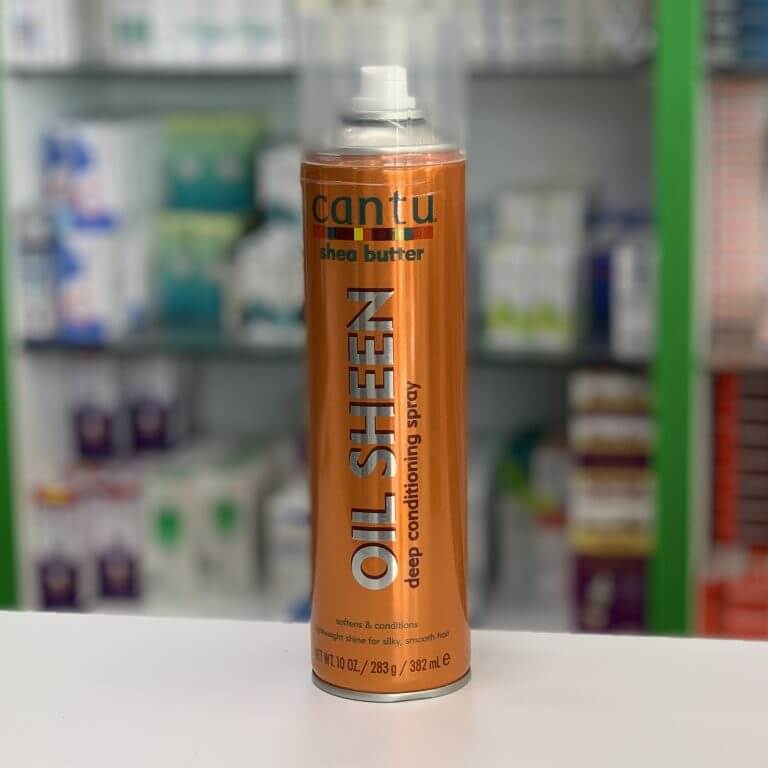 cantu
shea butter
OIL SHEEN
deep conditioning spray
softens & conditions
lightweight shine for silky, smooth hair
NET WT. 10 OZ./ 283 g / 382 mL e